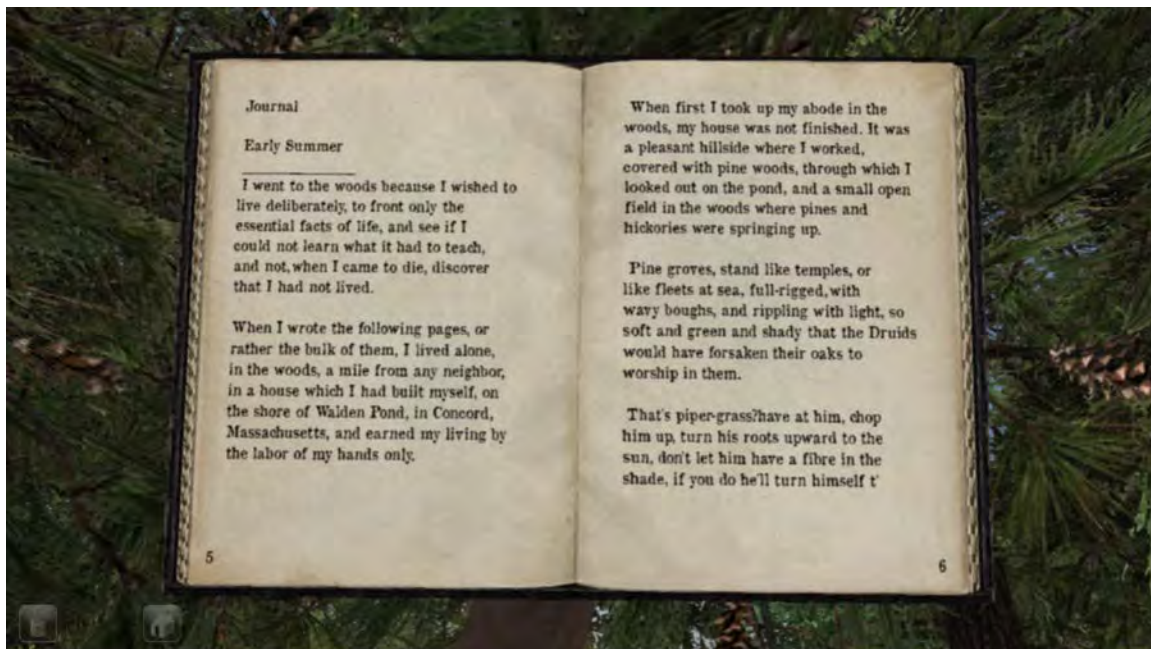 Journal
Early Summer
I went to the woods because I wished to
live deliberately, to front only the
essential facts of life, and see if I
could not learn what it had to teach,
and not, when I came to die, discover
that I had not lived.
When I wrote the following pages, or
rather the bulk of them, I lived alone,
in the woods, a mile from any neighbor,
in a house which I had built myself, on
the shore of Walden Pond, in Concord,
Massachusetts, and earned my living by
the labor of my hands only.
5
When first I took up my abode in the
woods, my house was not finished. It was
a pleasant hillside where I worked,
covered with pine woods, through which I
looked out on the pond, and a small open
field in the woods where pines and
hickories were springing up.
Pine groves, stand like temples, or
like fleets at sea, full-rigged, with
wavy boughs, and rippling with light, so
soft and green and shady that the Druids
would have forsaken their oaks to
worship in them.
That's piper-grass?have at him, chop
him up, turn his roots upward to the
sun, don't let him have a fibre in the
shade, if you do he'll turn himself t'
6